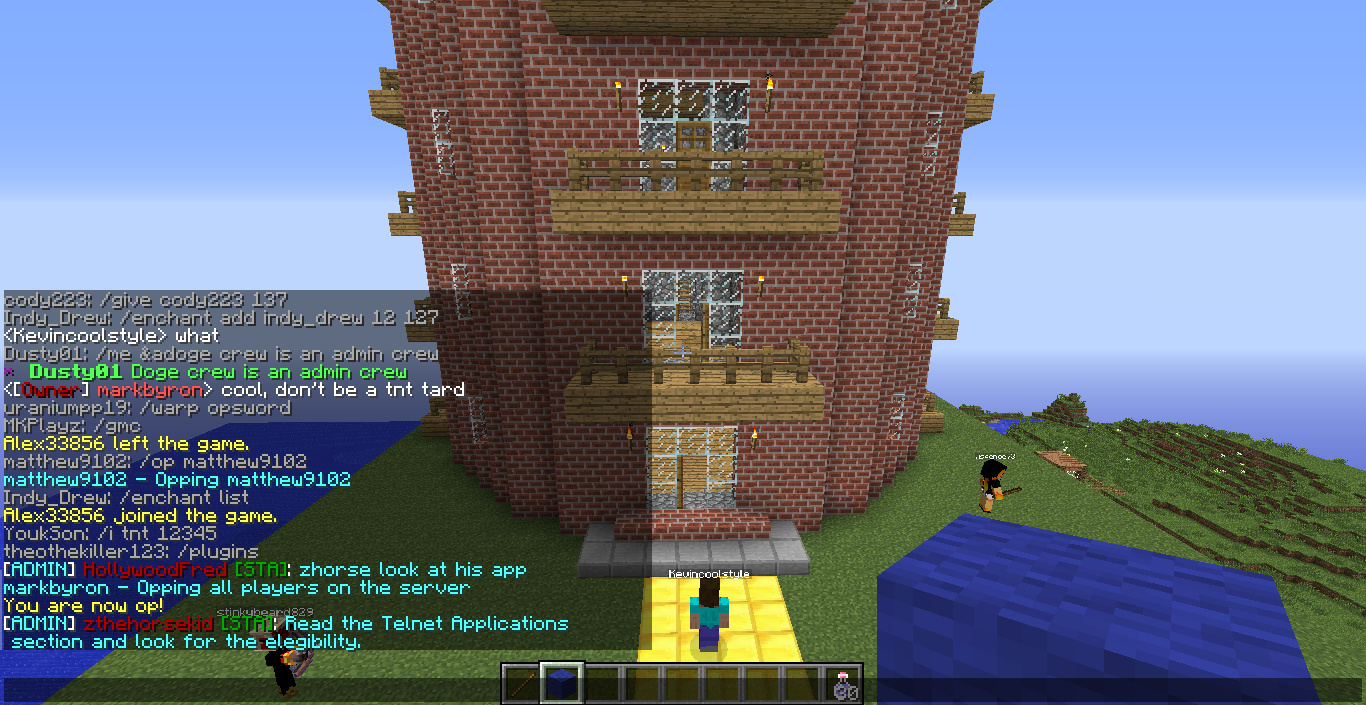 cody223: /give cody223 137
Indy_Drew: /enchant add indy_drew 12 127
<Kevincoolstyle> what
Dusty01: /me &adoge crew is an admin crew
* Dusty01 Doge crew is an admin crew
<[Owner] markbyron> cool, don't be a tnt tard
uraniumpp19: /warp opsword
MKPlayz: /gmc
Alex33856 left the game.
matthew9102: /op matthew9102
matthew9102 - Opping matthew9102
Indy_Drew: /enchant list
Alex33856 joined the game.
YoukSon: /i tnt 12345
theothekiller123: /plugins
[ADMIN] HollywoodFred [STA]: zhorse look at his app
markbyron - Opping all players on the server
You are now op!
stinkybeard829
[ADMIN] zthehorsekid [STA]: Read the Telnet Applications
section and look for the elegibility.
Kevincoolstyle